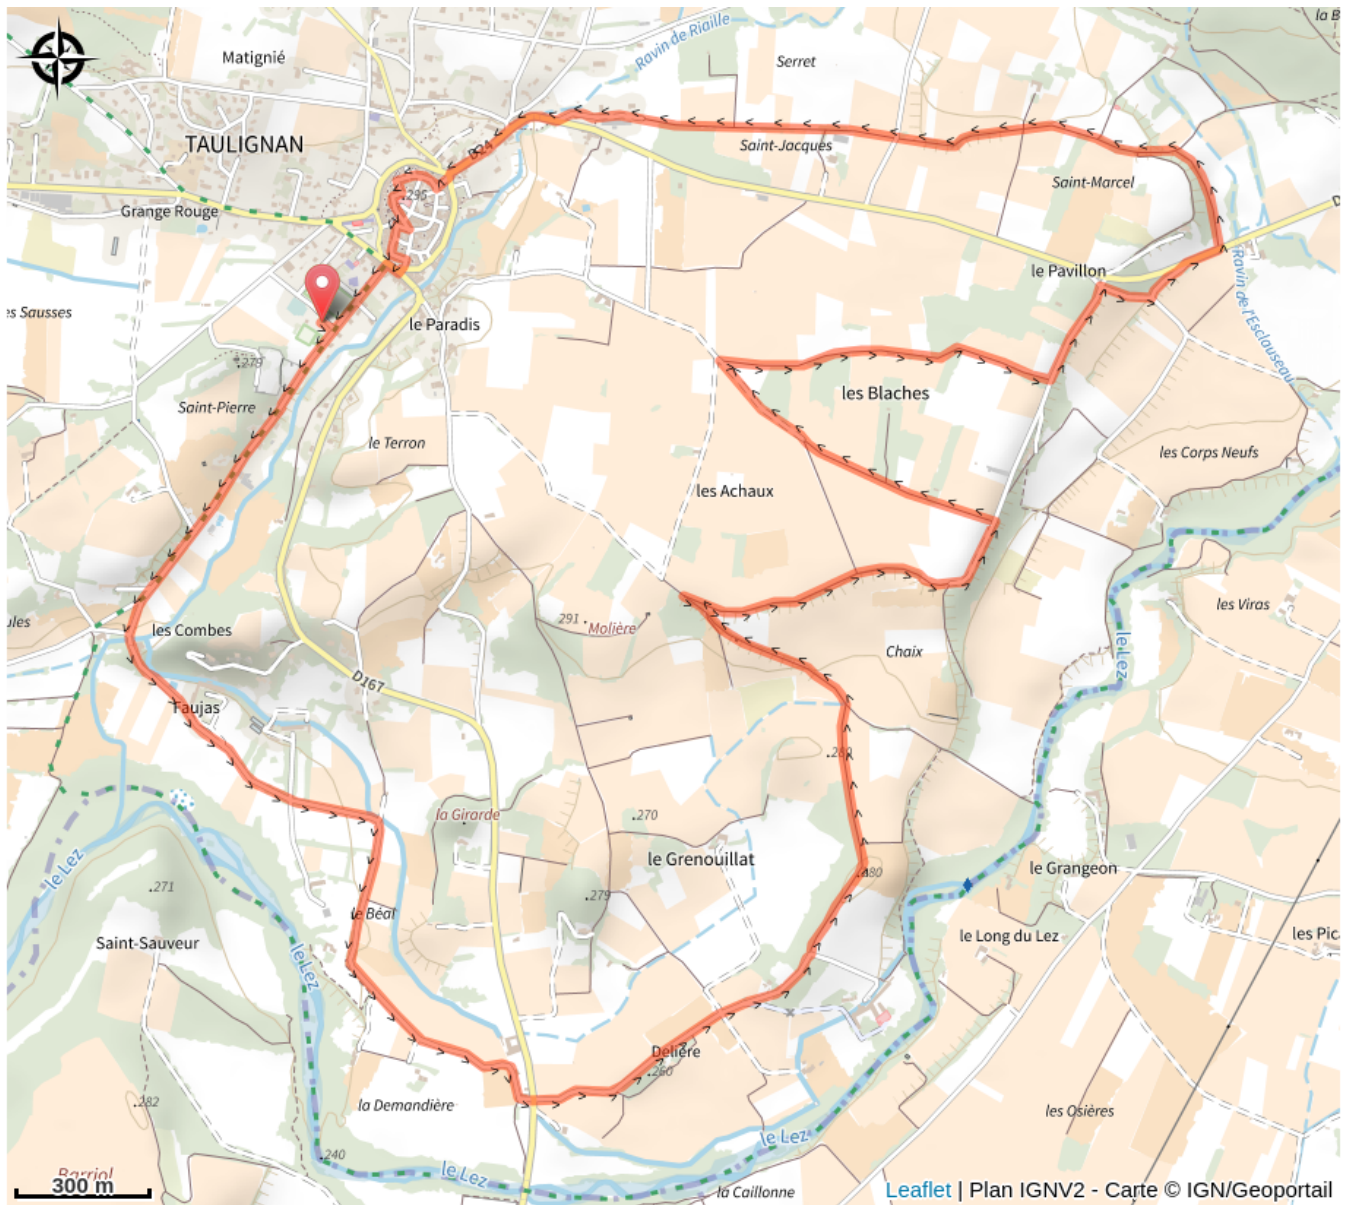 la B
Ravin de Riaille
Matignié
Serret
TAULIGNAN
D24
Saint-Jacques
Saint-Marcel
295
Grange Rouge
D
le Pavillon
Ravin de l'Esclauseau
es Sausses
le Paradis
279
les Blaches
Saint-Pierre
le Terron
les Corps Neufs
les Achaux
les Viras
ules
les Combes
291
Molière
le Lez
Chaix
D167
Faujas
280
la Girarde
270
le Grenouillat
le Lez
271
280
le Grangeon
279
le Béal
Saint-Sauveur
le Long du Lez
les Pic
le Lez
Delière
260
282
la Demandière
les Osières
le Lez
240
le Lez
Barriol
300 m
la Caillonne
Leaflet | Plan IGNV2 - Carte © IGN/Geoportail